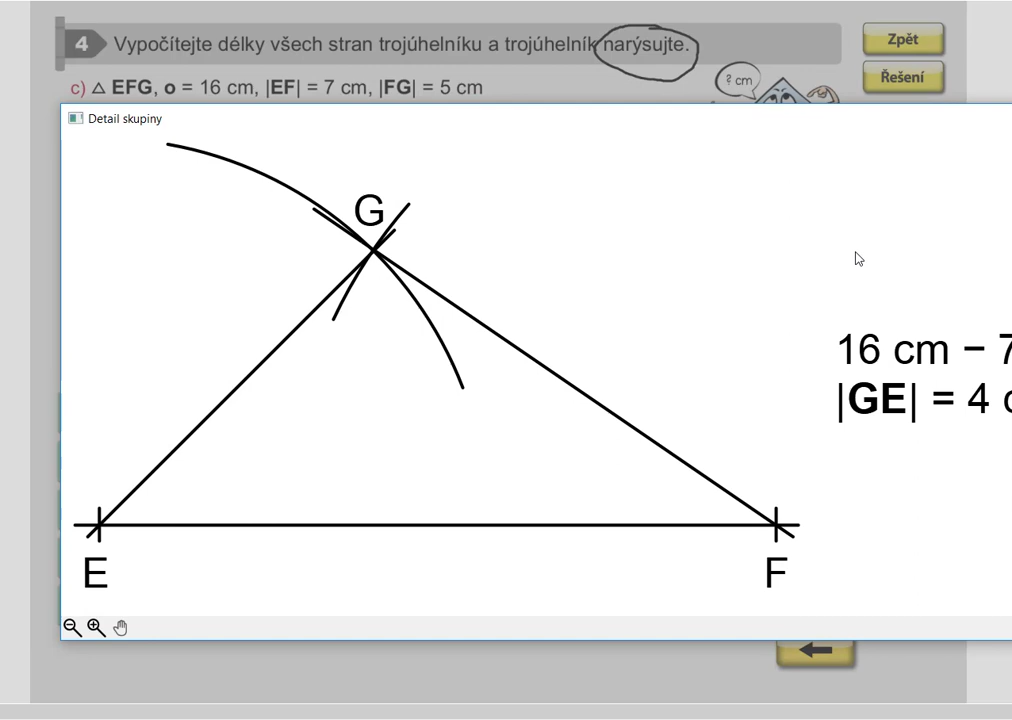 4 Vypočítejte délky všech stran trojúhelníku a trojúhelník narýsujte.
Zpět
Řešení
c) △ EFG, o = 16 cm, |EF| = 7 cm, |FG| = 5 cm
? cm
Detail skupiny
G
16 cm − 7
|GE| = 4 c
E
F